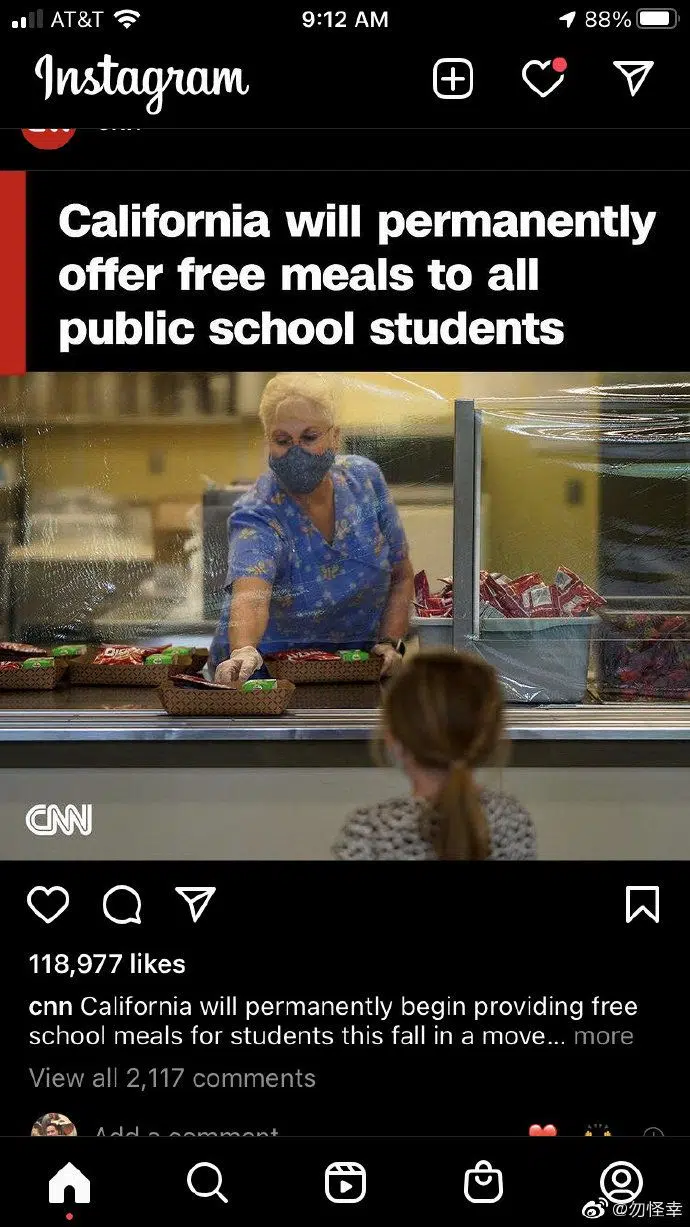 AT&T
9:12 AM
88%
Instagram
California will permanently
offer free meals to all
public school students
CNN
118,977 likes
cnn California will permanently begin providing free
school meals for students this fall in a move... more
View all 2,117 comments
Add a comment
@勿怪幸